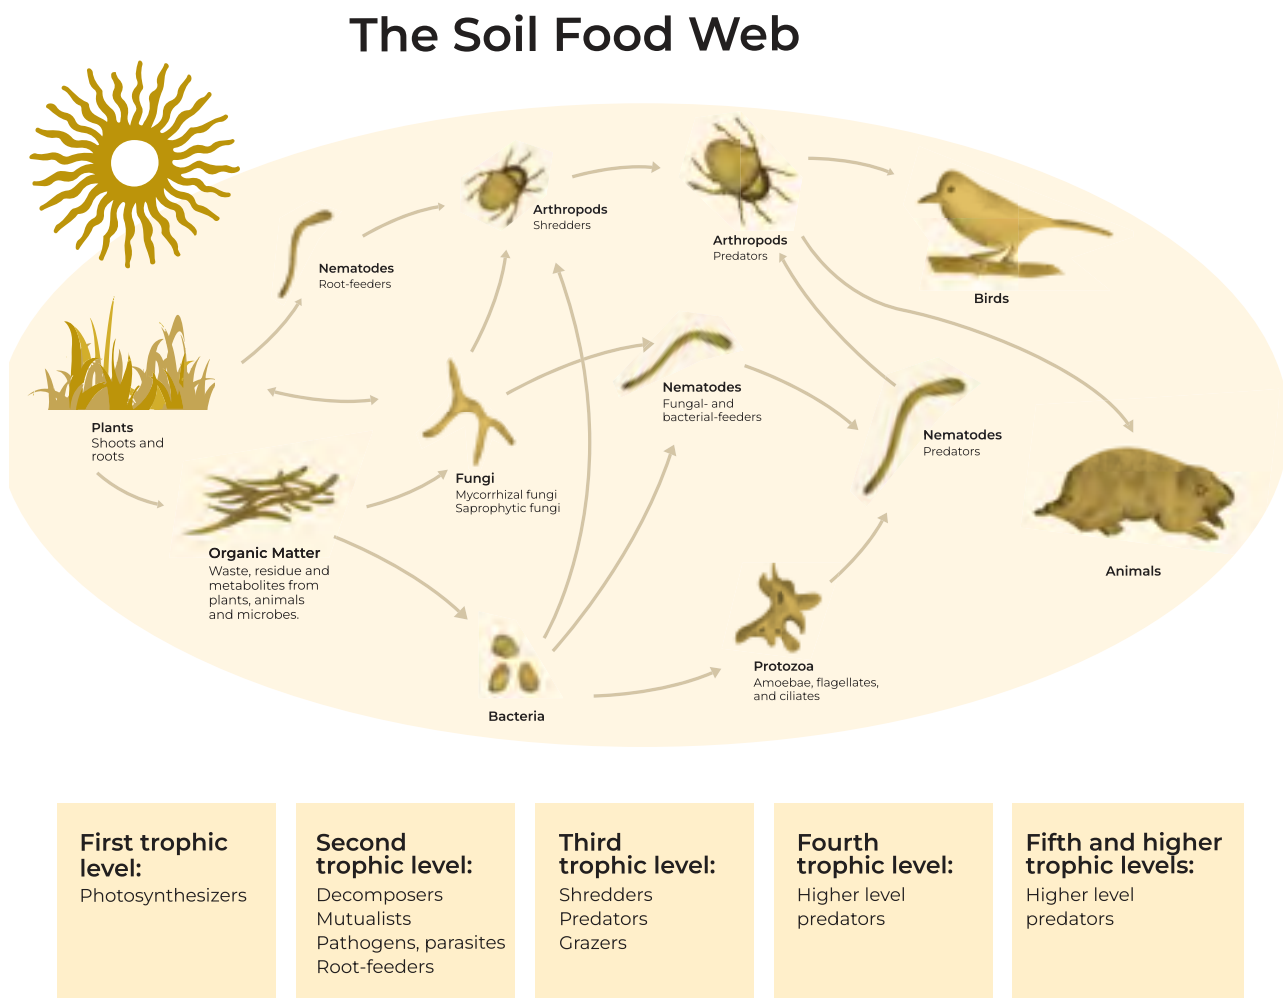 The Soil Food Web
Arthropods
Shredders
Arthropods
Predators
Nematodes
Root-feeders
Birds
Nematodes
Fungal- and
bacterial-feeders
Plants
Shoots and
roots
Nematodes
Predators
Fungi
Mycorrhizal fungi
Saprophytic fungi
Organic Matter
Waste, residue and
metabolites from
plants, animals
and microbes.
Animals
Protozoa
Amoebae, flagellates,
and ciliates
Bacteria
First trophic
level:
Photosynthesizers
Second
trophic level:
Decomposers
Mutualists
Pathogens, parasites
Root-feeders
Third
trophic level:
Shredders
Predators
Grazers
Fourth
trophic level:
Higher level
predators
Fifth and higher
trophic levels:
Higher level
predators